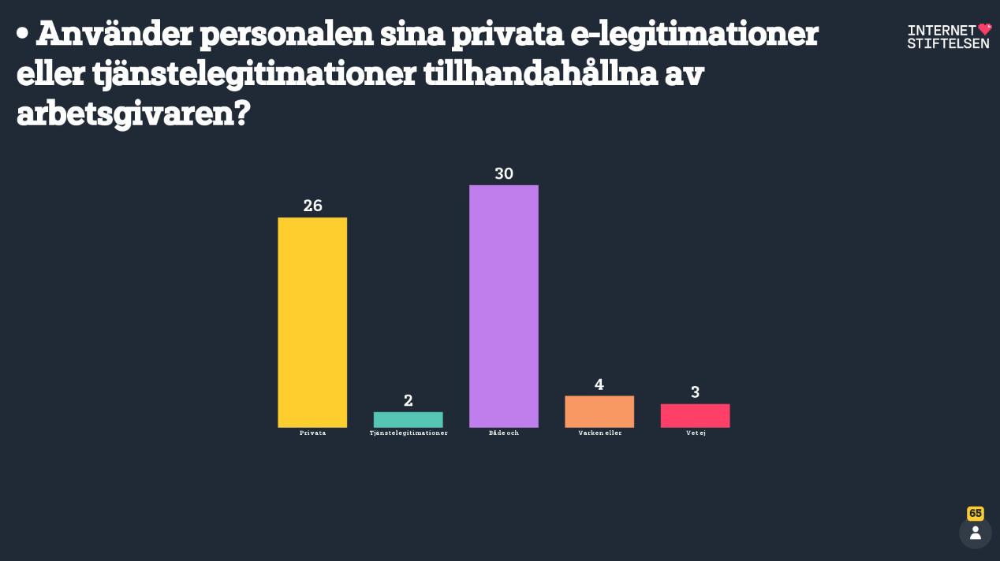 • Använder personalen sina privata e-legitimationer
eller tjänstelegitimationer tillhandahållna av
arbetsgivaren?
INTERNET
STIFTELSEN
26
2
30
4
3
Privata
Tjänstelegitimationer
Både och
Varken eller
Vet ej
65